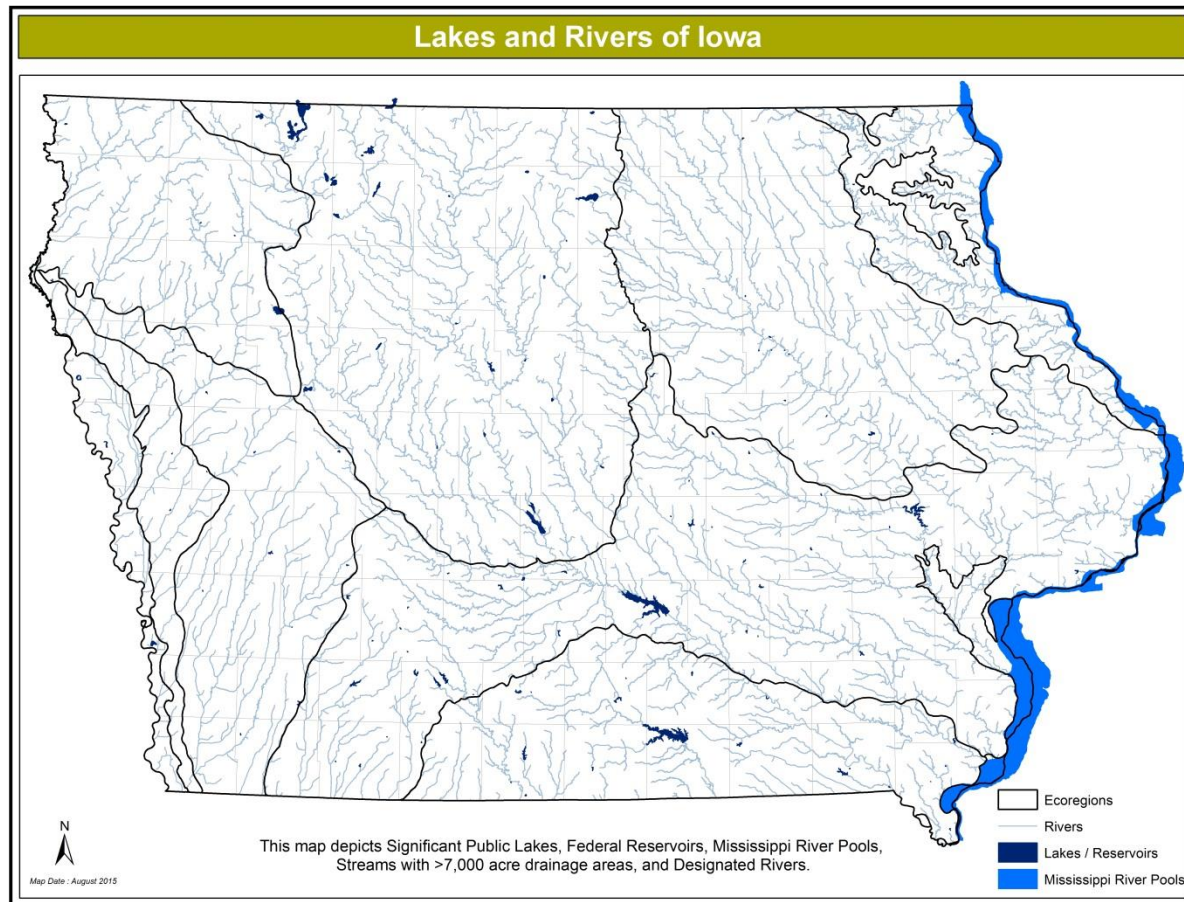 Lakes and Rivers of Iowa
Ecoregions
Rivers
Lakes / Reservoirs
Mississippi River Pools
N
Map Date : August 2015
This map depicts Significant Public Lakes, Federal Reservoirs, Mississippi River Pools,
Streams with >7,000 acre drainage areas, and Designated Rivers.